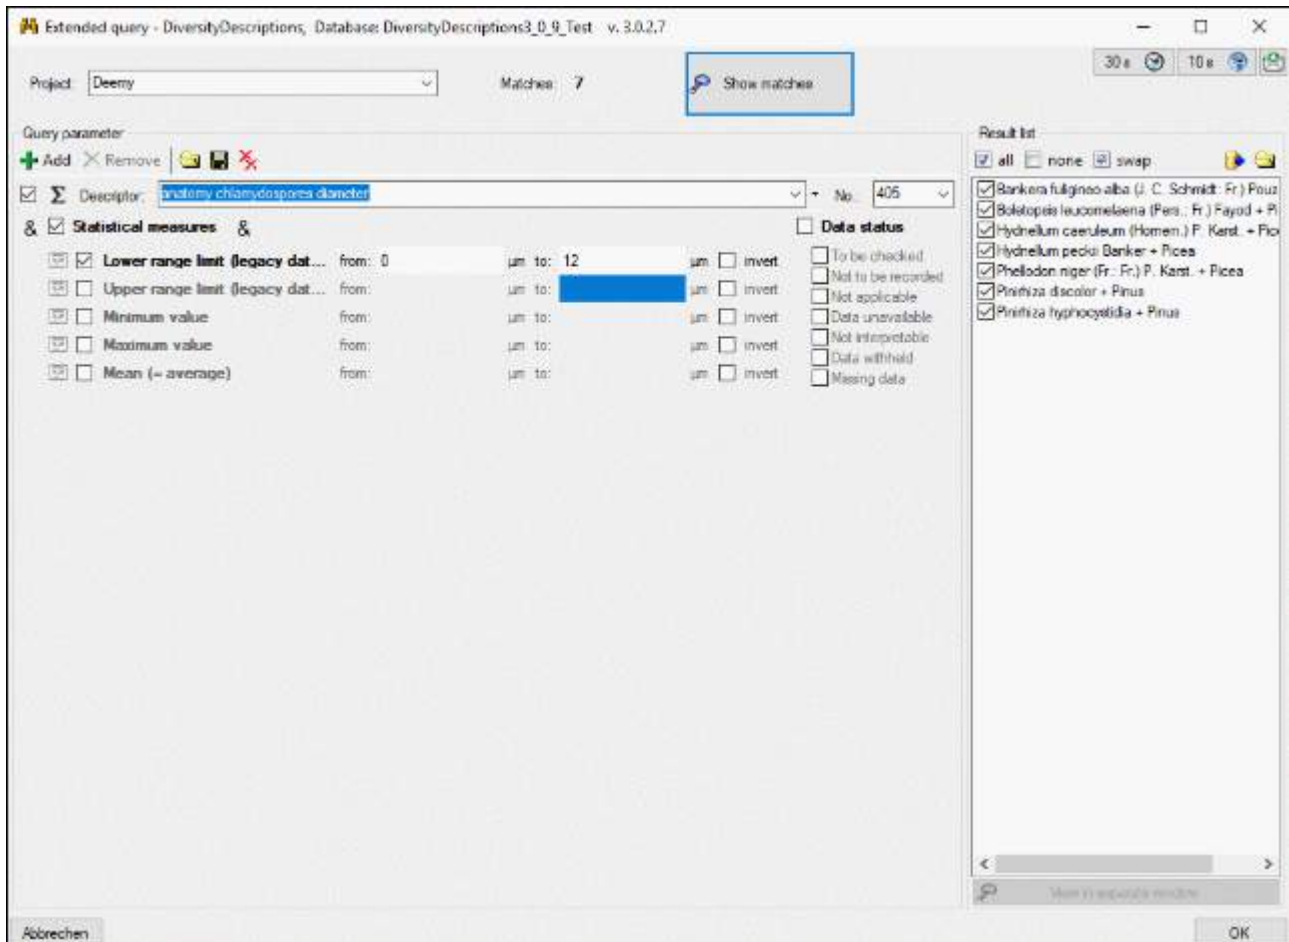 Extended query - DiversityDescriptions, Database: DiversityDescriptions3_0_9_Test v. 3.0.2.7
30 s 10 s
Project: Deemy Matches: 7 Show matches
Query parameter
Add Remove
Descriptor: anatomy chlamydospores diameter No.: 405
& Statistical measures & Data status
Lower range limit (legacy dat... from: 0 µm to: 12 µm invert
Upper range limit (legacy dat... from: µm to: µm invert
Minimum value from: µm to: µm invert
Maximum value from: µm to: µm invert
Mean (= average) from: µm to: µm invert
To be checked
Not to be recorded
Not applicable
Data unavailable
Not interpretable
Data withheld
Missing data
Result list
all none swap
Bankera fuligineo-alba (J. C. Schmidt: Fr.) Pouz
Boletopsis leucomelaena (Pers.: Fr.) Fayod + Pi
Hydnellum caeruleum (Hornem.) P. Karst. + Pice
Hydnellum peckii Banker + Picea
Phellodon niger (Fr.: Fr.) P. Karst. + Picea
Pinirhiza discolor + Pinus
Pinirhiza hyphocystidia + Pinus
View in separate window
Abbrechen OK